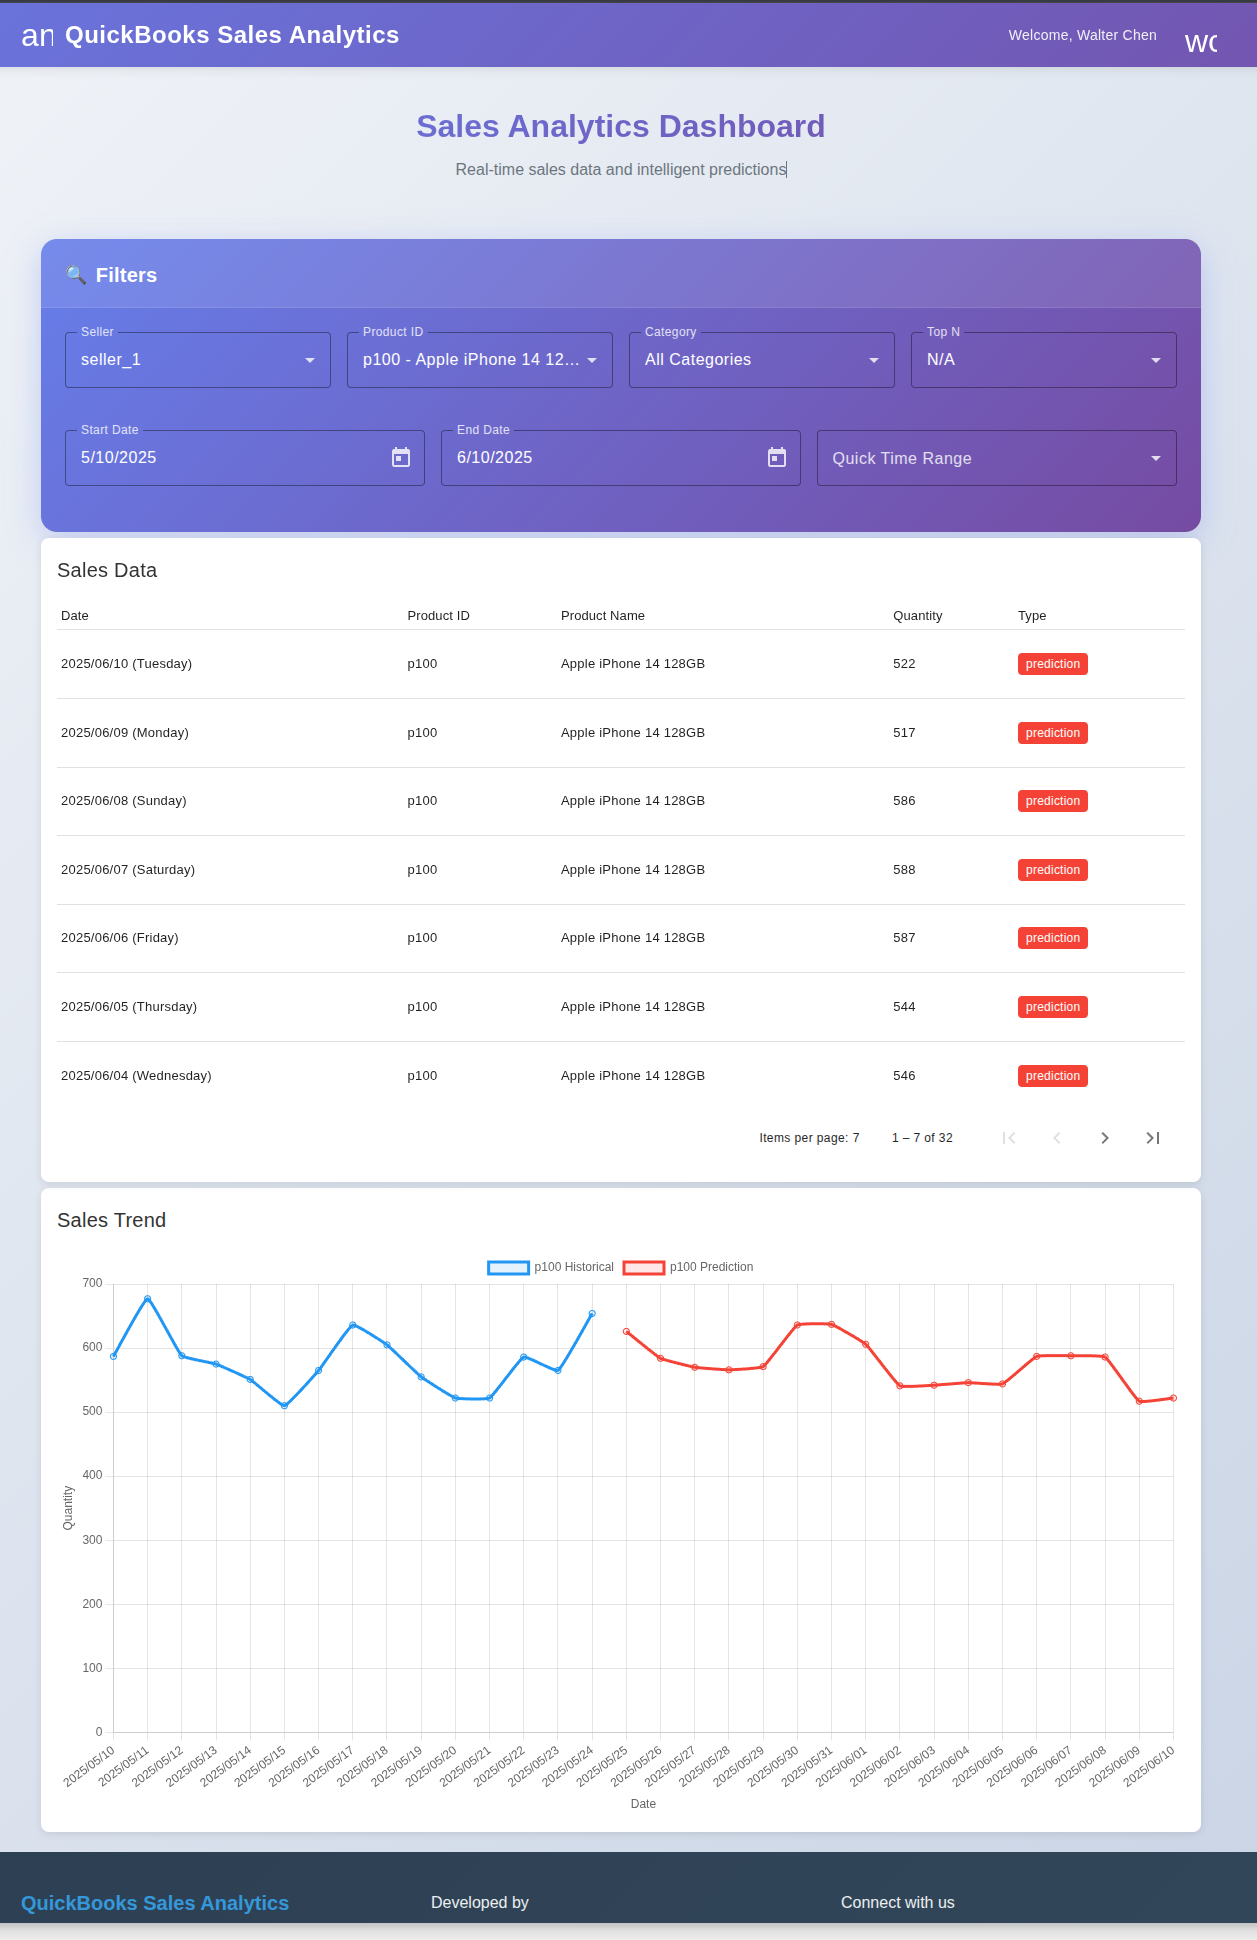 an QuickBooks Sales Analytics Welcome, Walter Chen
Sales Analytics Dashboard
Real-time sales data and intelligent predictions
🔍 Filters
Seller Product ID Category Top N
seller_1 p100 - Apple iPhone 14 12... All Categories N/A
Start Date End Date
5/10/2025 6/10/2025 Quick Time Range
Sales Data
Date Product ID Product Name Quantity Type
2025/06/10 (Tuesday) p100 Apple iPhone 14 128GB 522 prediction
2025/06/09 (Monday) p100 Apple iPhone 14 128GB 517 prediction
2025/06/08 (Sunday) p100 Apple iPhone 14 128GB 586 prediction
2025/06/07 (Saturday) p100 Apple iPhone 14 128GB 588 prediction
2025/06/06 (Friday) p100 Apple iPhone 14 128GB 587 prediction
2025/06/05 (Thursday) p100 Apple iPhone 14 128GB 544 prediction
2025/06/04 (Wednesday) p100 Apple iPhone 14 128GB 546 prediction
Items per page: 7 1 – 7 of 32
Sales Trend
p100 Historical p100 Prediction
700
600
500
400
300
200
100
0
Quantity
2025/05/10 2025/05/11 2025/05/12 2025/05/13 2025/05/14 2025/05/15 2025/05/16 2025/05/17 2025/05/18 2025/05/19 2025/05/20 2025/05/21 2025/05/22 2025/05/23 2025/05/24 2025/05/25 2025/05/26 2025/05/27 2025/05/28 2025/05/29 2025/05/30 2025/05/31 2025/06/01 2025/06/02 2025/06/03 2025/06/04 2025/06/05 2025/06/06 2025/06/07 2025/06/08 2025/06/09 2025/06/10
Date
QuickBooks Sales Analytics Developed by Connect with us